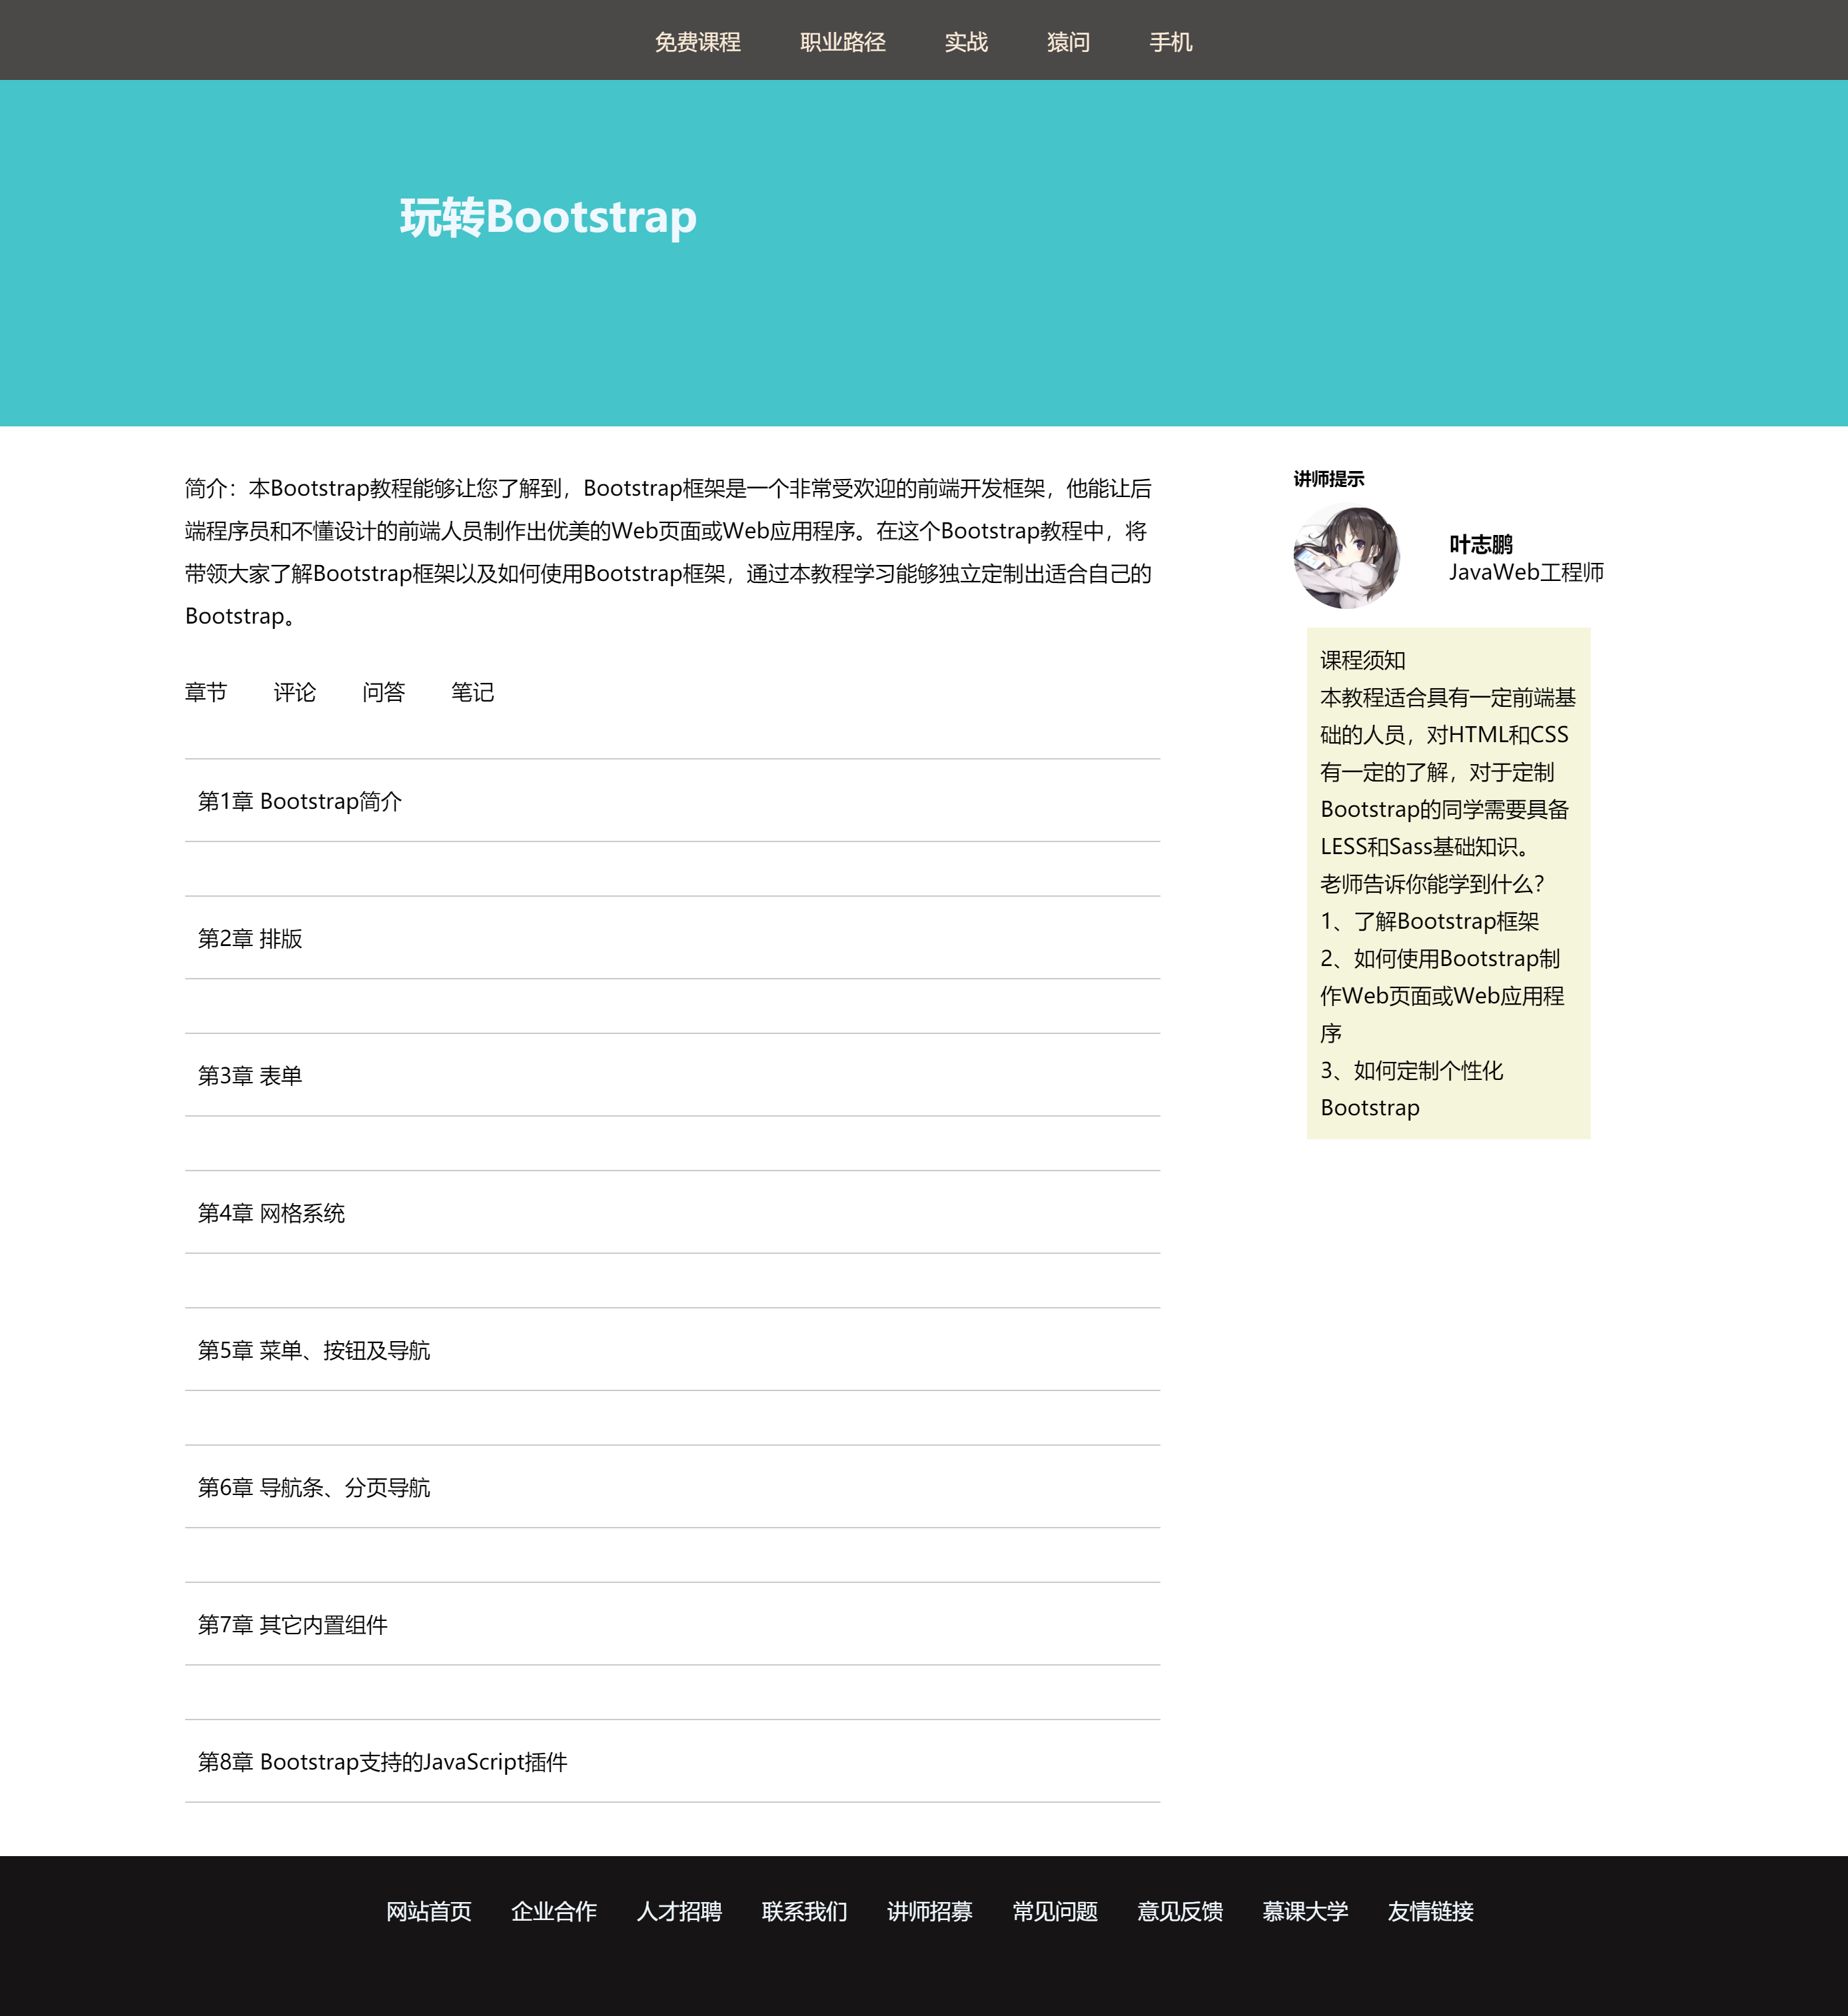 免费课程 职业路径 实战 猿问 手机
玩转Bootstrap
简介：本Bootstrap教程能够让您了解到，Bootstrap框架是一个非常受欢迎的前端开发框架，他能让后
端程序员和不懂设计的前端人员制作出优美的Web页面或Web应用程序。在这个Bootstrap教程中，将
带领大家了解Bootstrap框架以及如何使用Bootstrap框架，通过本教程学习能够独立定制出适合自己的
Bootstrap。
章节 评论 问答 笔记
第1章 Bootstrap简介
第2章 排版
第3章 表单
第4章 网格系统
第5章 菜单、按钮及导航
第6章 导航条、分页导航
第7章 其它内置组件
第8章 Bootstrap支持的JavaScript插件
讲师提示
叶志鹏
JavaWeb工程师
课程须知
本教程适合具有一定前端基
础的人员，对HTML和CSS
有一定的了解，对于定制
Bootstrap的同学需要具备
LESS和Sass基础知识。
老师告诉你能学到什么？
1、了解Bootstrap框架
2、如何使用Bootstrap制
作Web页面或Web应用程
序
3、如何定制个性化
Bootstrap
网站首页 企业合作 人才招聘 联系我们 讲师招募 常见问题 意见反馈 慕课大学 友情链接